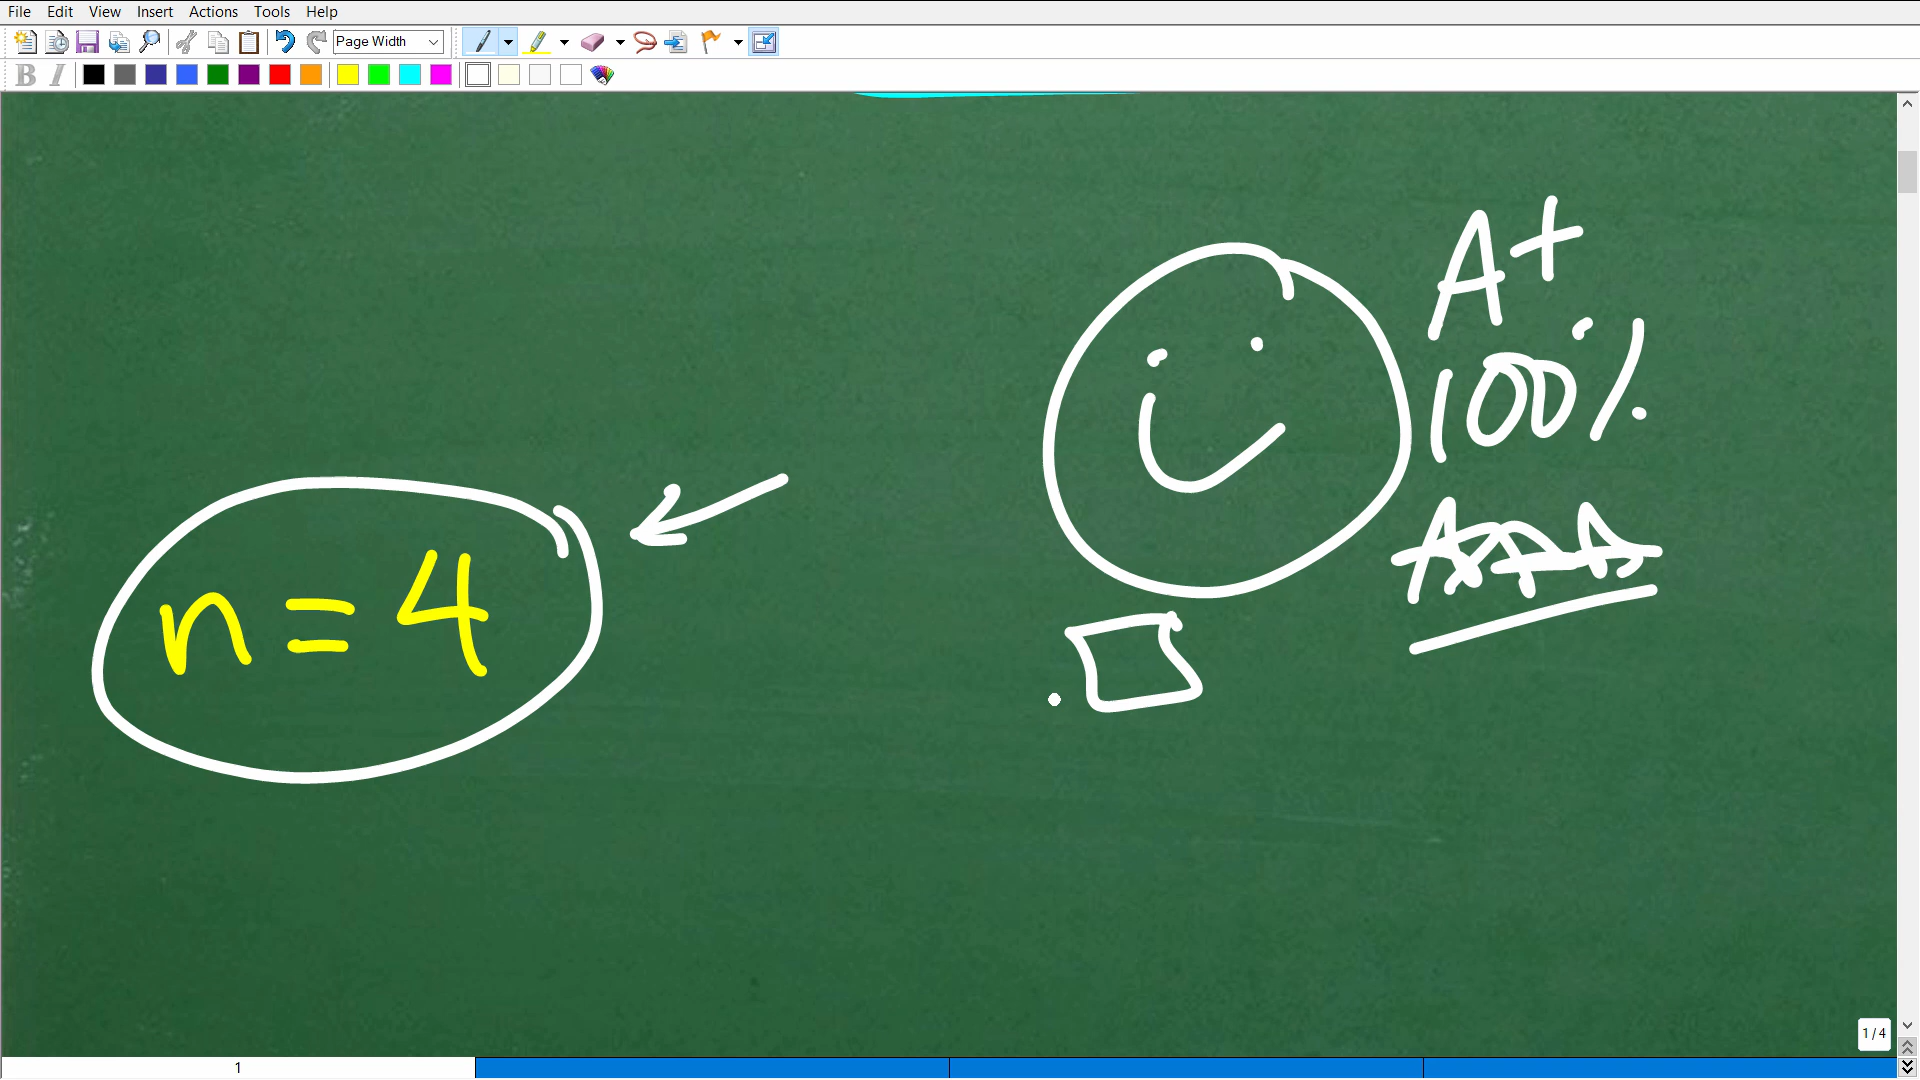 File Edit View Insert Actions Tools Help
Page Width
B I
A+
100%
n = 4
1 / 4
1